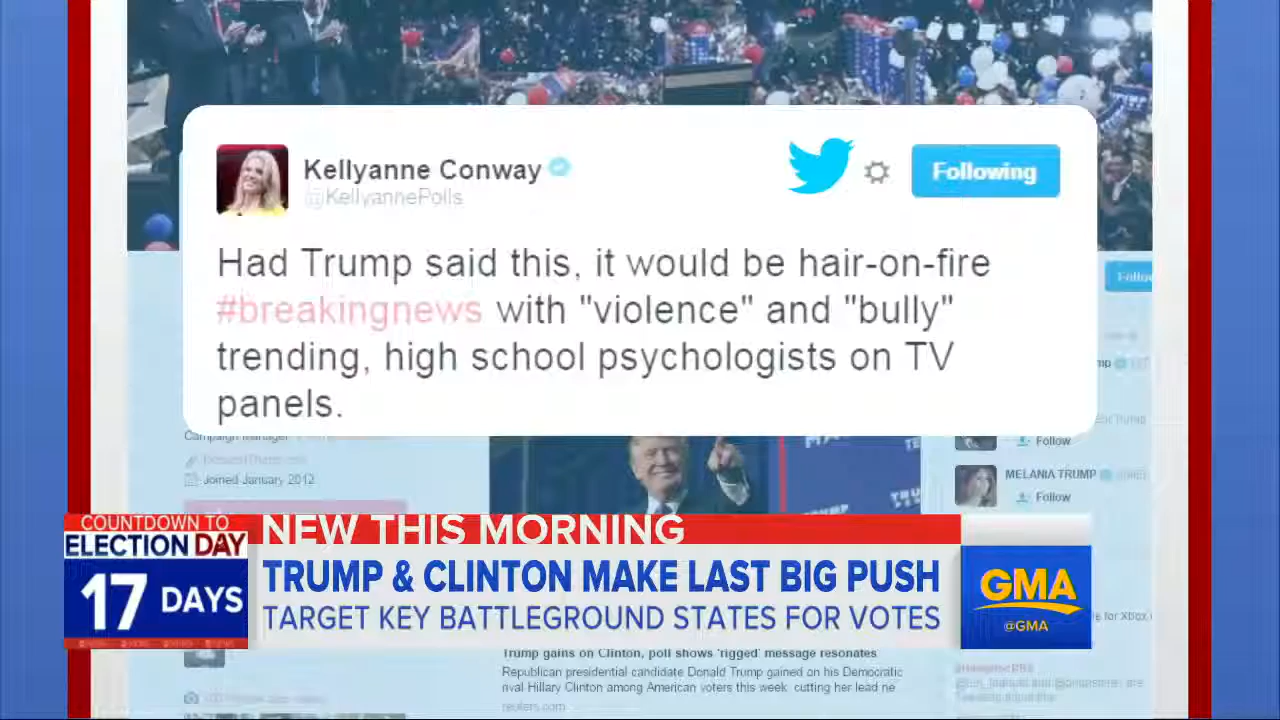 Kellyanne Conway
@KellyannePolls
Following
Had Trump said this, it would be hair-on-fire
#breakingnews with "violence" and "bully"
trending, high school psychologists on TV
panels.
Follow
Campaign Manager
Joined January 2012
Follow
MELANIA TRUMP
Follow
COUNTDOWN TO
ELECTION DAY
17 DAYS
NEW THIS MORNING
TRUMP & CLINTON MAKE LAST BIG PUSH
TARGET KEY BATTLEGROUND STATES FOR VOTES
GMA
@GMA
Trump gains on Clinton, poll shows 'rigged' message resonates
Republican presidential candidate Donald Trump gained on his Democratic
rival Hillary Clinton among American voters this week, cutting her lead ne
reuters.com